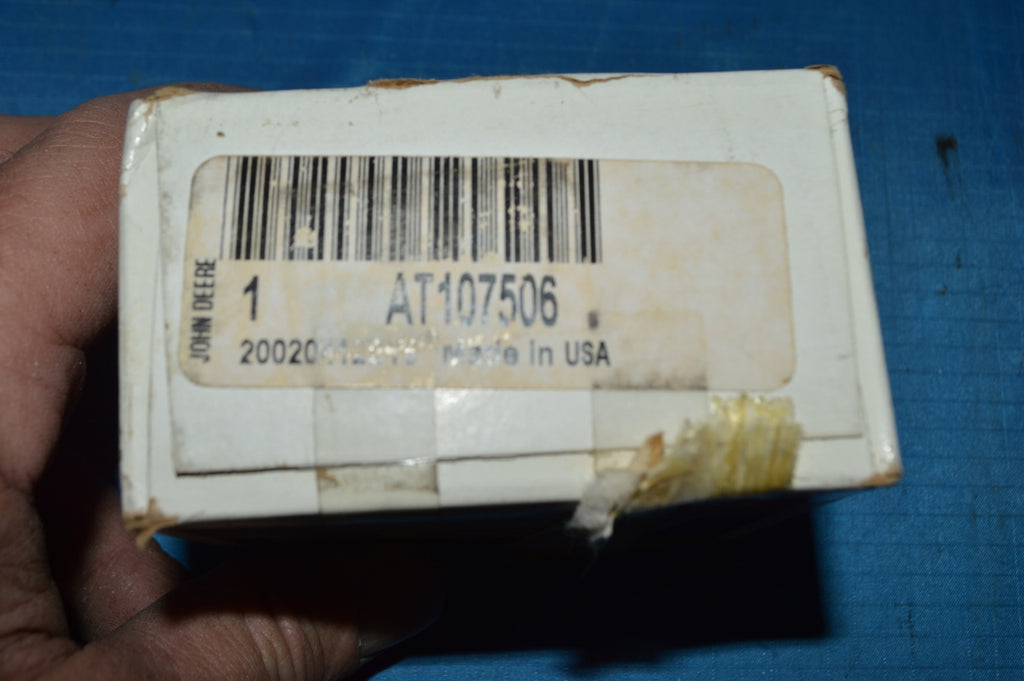 JOHN DEERE
1 AT107506
Made in USA